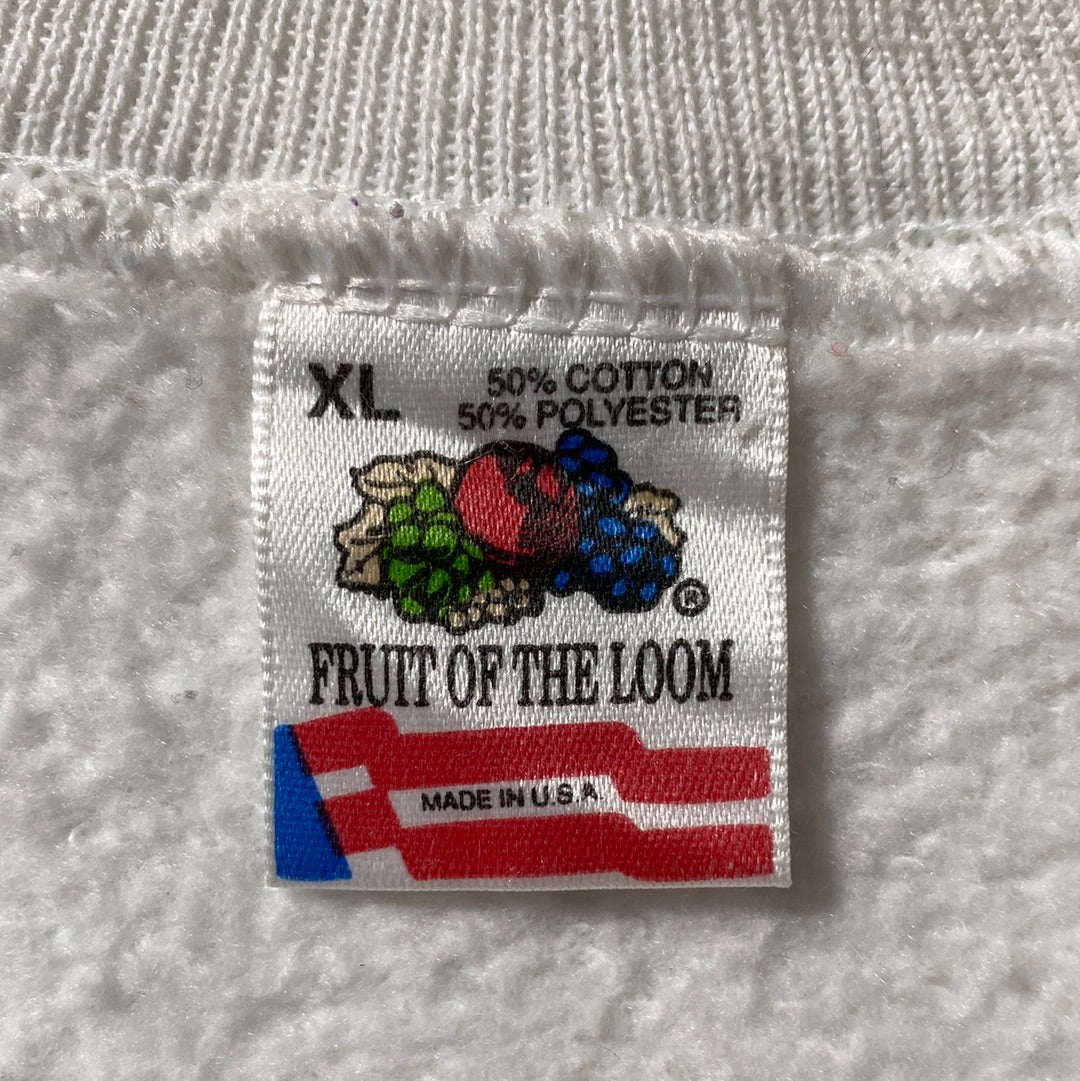 XL
50% COTTON
50% POLYESTER
®
FRUIT OF THE LOOM
MADE IN U.S.A.